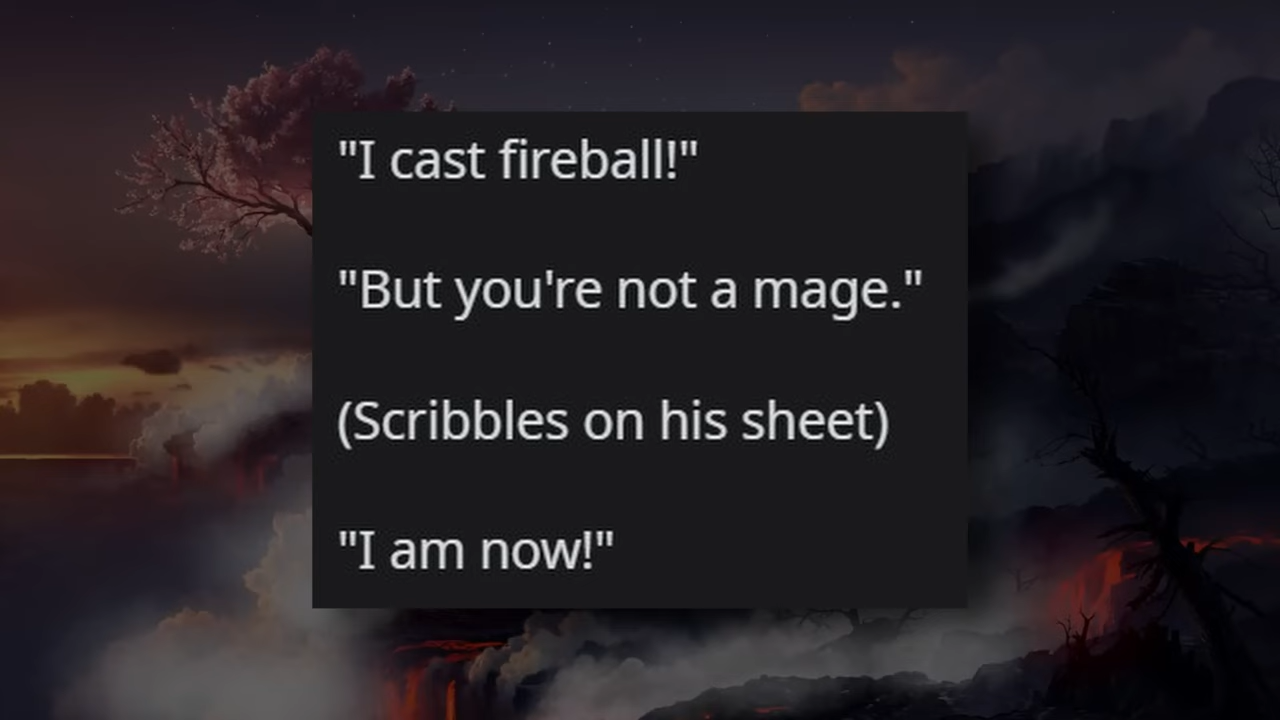 "I cast fireball!"
"But you're not a mage."
(Scribbles on his sheet)
"I am now!"